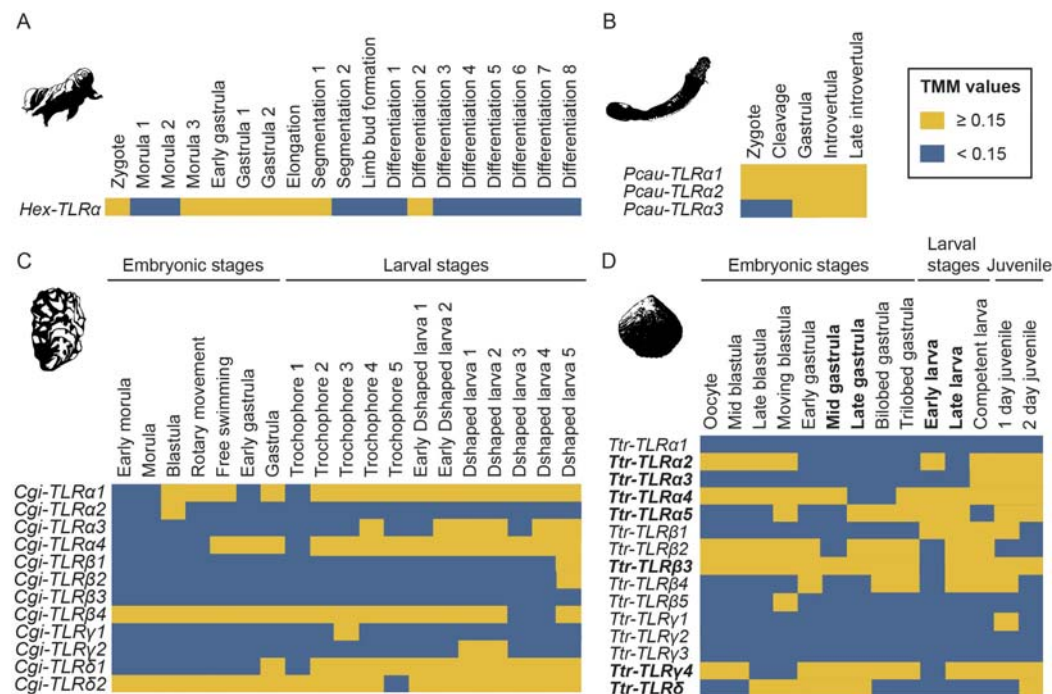 A
Zygote
Morula 1
Morula 2
Morula 3
Early gastrula
Gastrula 1
Gastrula 2
Elongation
Segmentation 1
Segmentation 2
Limb bud formation
Differentiation 1
Differentiation 2
Differentiation 3
Differentiation 4
Differentiation 5
Differentiation 6
Differentiation 7
Differentiation 8
Hex-TLRα
B
Zygote
Cleavage
Gastrula
Introvertula
Late introvertula
Pcau-TLRα1
Pcau-TLRα2
Pcau-TLRα3
TMM values
≥ 0.15
< 0.15
C
Embryonic stages
Larval stages
Early morula
Morula
Blastula
Rotary movement
Free swimming
Early gastrula
Gastrula
Trochophore 1
Trochophore 2
Trochophore 3
Trochophore 4
Trochophore 5
Early Dshaped larva 1
Early Dshaped larva 2
Dshaped larva 1
Dshaped larva 2
Dshaped larva 3
Dshaped larva 4
Dshaped larva 5
Cgi-TLRα1
Cgi-TLRα2
Cgi-TLRα3
Cgi-TLRα4
Cgi-TLRβ1
Cgi-TLRβ2
Cgi-TLRβ3
Cgi-TLRβ4
Cgi-TLRγ1
Cgi-TLRγ2
Cgi-TLRδ1
Cgi-TLRδ2
D
Embryonic stages
Larval
stages
Juvenile
Oocyte
Mid blastula
Late blastula
Moving blastula
Early gastrula
Mid gastrula
Late gastrula
Bilobed gastrula
Trilobed gastrula
Early larva
Late larva
Competent larva
1 day juvenile
2 day juvenile
Ttr-TLRα1
Ttr-TLRα2
Ttr-TLRα3
Ttr-TLRα4
Ttr-TLRα5
Ttr-TLRβ1
Ttr-TLRβ2
Ttr-TLRβ3
Ttr-TLRβ4
Ttr-TLRβ5
Ttr-TLRγ1
Ttr-TLRγ2
Ttr-TLRγ3
Ttr-TLRγ4
Ttr-TLRδ